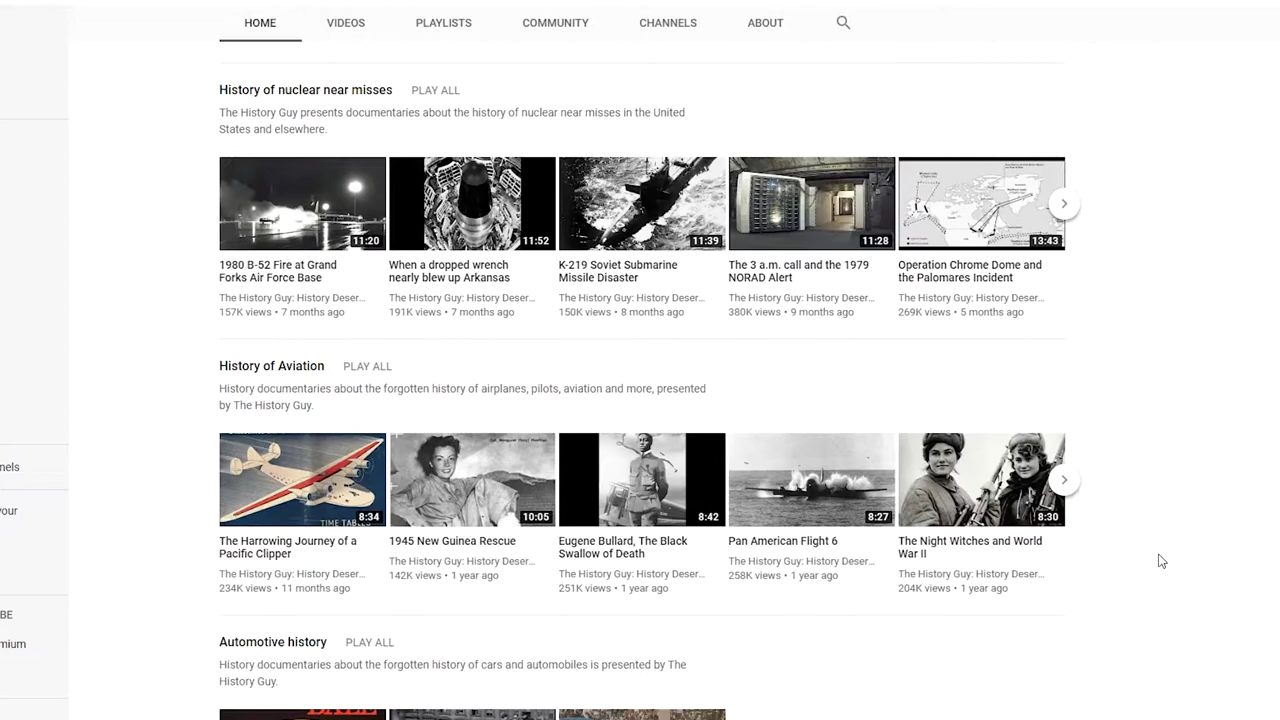 HOME VIDEOS PLAYLISTS COMMUNITY CHANNELS ABOUT
History of nuclear near misses PLAY ALL
The History Guy presents documentaries about the history of nuclear near misses in the United
States and elsewhere.
11:20
11:52
11:39
11:28
13:43
1980 B-52 Fire at Grand
Forks Air Force Base
The History Guy: History Deser...
157K views • 7 months ago
When a dropped wrench
nearly blew up Arkansas
The History Guy: History Deser...
191K views • 7 months ago
K-219 Soviet Submarine
Missile Disaster
The History Guy: History Deser...
150K views • 8 months ago
The 3 a.m. call and the 1979
NORAD Alert
The History Guy: History Deser...
380K views • 9 months ago
Operation Chrome Dome and
the Palomares Incident
The History Guy: History Deser...
269K views • 5 months ago
History of Aviation PLAY ALL
History documentaries about the forgotten history of airplanes, pilots, aviation and more, presented
by The History Guy.
TIME TABLES
8:34
10:05
8:42
8:27
8:30
The Harrowing Journey of a
Pacific Clipper
The History Guy: History Deser...
234K views • 11 months ago
1945 New Guinea Rescue
The History Guy: History Deser...
142K views • 1 year ago
Eugene Bullard, The Black
Swallow of Death
The History Guy: History Deser...
251K views • 1 year ago
Pan American Flight 6
The History Guy: History Deser...
258K views • 1 year ago
The Night Witches and World
War II
The History Guy: History Deser...
204K views • 1 year ago
Automotive history PLAY ALL
History documentaries about the forgotten history of cars and automobiles is presented by The
History Guy.
nels
your
BE
mium